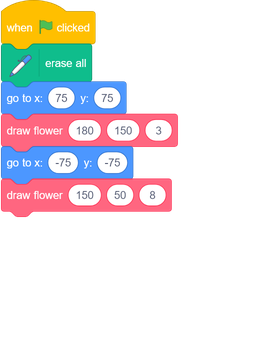 when clicked
erase all
go to x: 75 y: 75
draw flower 180 150 3
go to x: -75 y: -75
draw flower 150 50 8